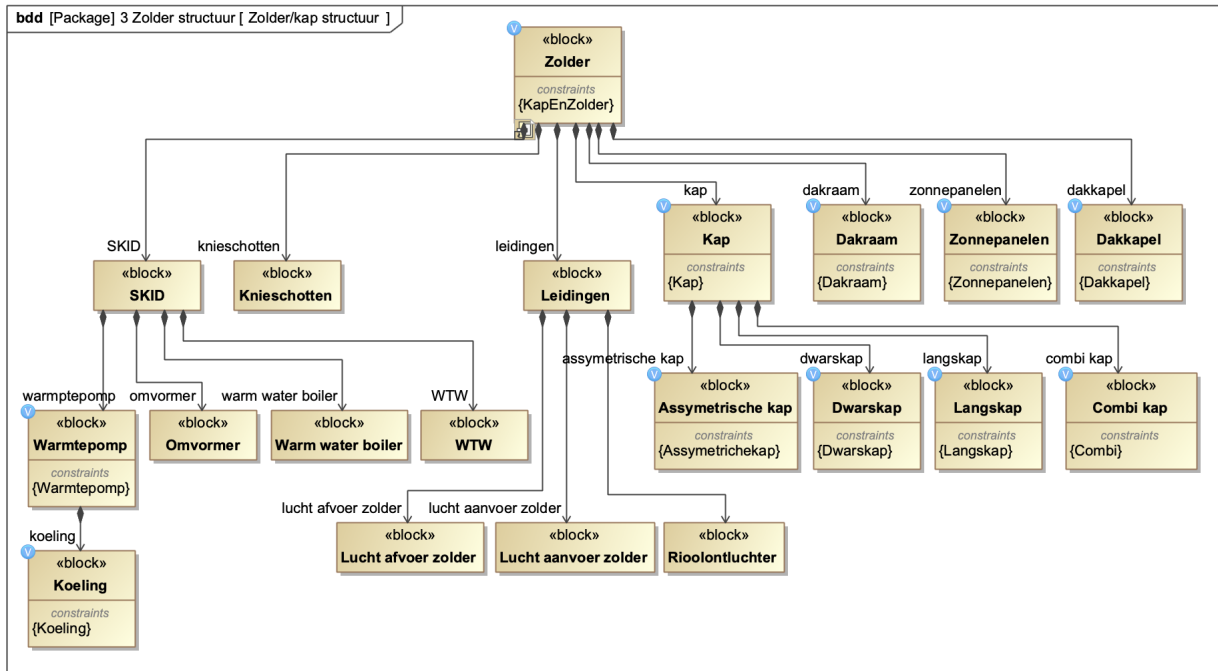 bdd [Package] 3 Zolder structuur [ Zolder/kap structuur ]
V
«block»
Zolder
constraints
{KapEnZolder}
kap
dakraam
zonnepanelen
dakkapel
V
«block»
Kap
constraints
{Kap}
V
«block»
Dakraam
constraints
{Dakraam}
V
«block»
Zonnepanelen
constraints
{Zonnepanelen}
V
«block»
Dakkapel
constraints
{Dakkapel}
SKID
knieschotten
leidingen
«block»
SKID
«block»
Knieschotten
«block»
Leidingen
assymetrische kap
dwarskap
langskap
combi kap
V
«block»
Assymetrische kap
constraints
{Assymetrichekap}
V
«block»
Dwarskap
constraints
{Dwarskap}
V
«block»
Langskap
constraints
{Langskap}
V
«block»
Combi kap
constraints
{Combi}
warmptepomp
omvormer
warm water boiler
WTW
V
«block»
Warmtepomp
constraints
{Warmtepomp}
«block»
Omvormer
«block»
Warm water boiler
«block»
WTW
lucht afvoer zolder
lucht aanvoer zolder
«block»
Lucht afvoer zolder
«block»
Lucht aanvoer zolder
«block»
Rioolontluchter
koeling
V
«block»
Koeling
constraints
{Koeling}